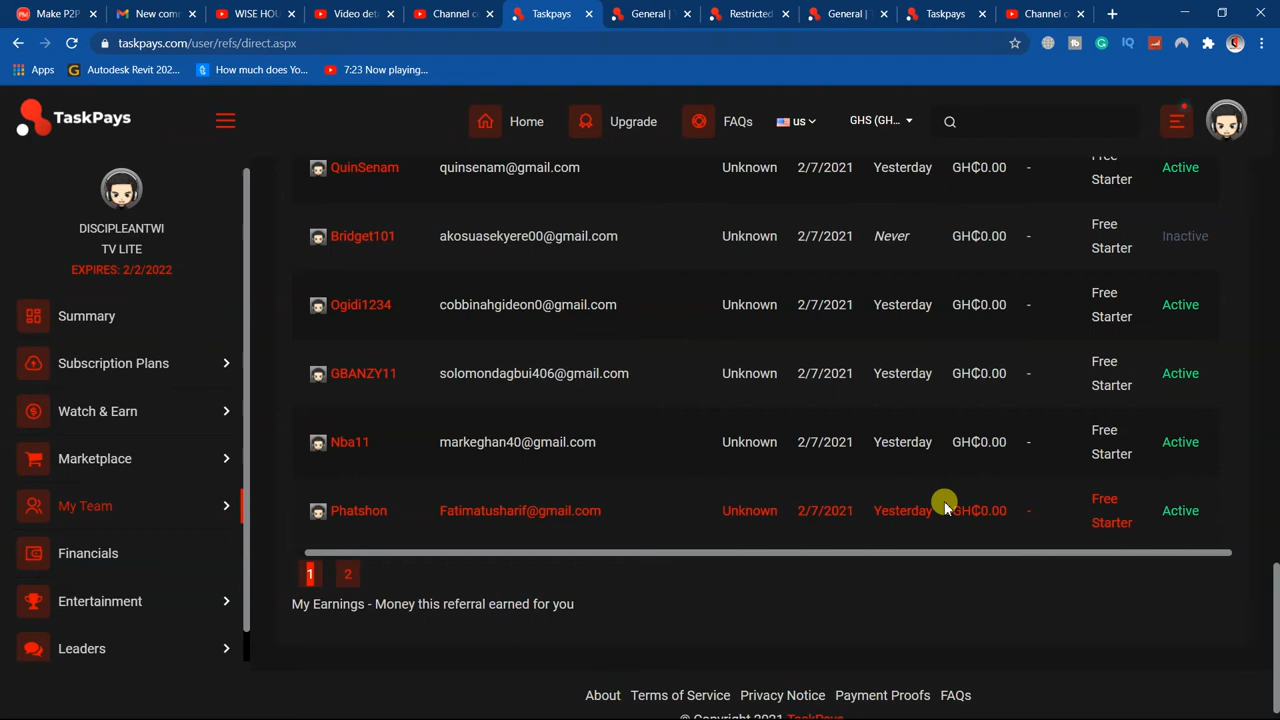 Make P2P
New com
WISE HOU
Video deta
Channel c
Taskpays
General | T
Restricted
General | T
Taskpays
Channel c
taskpays.com/user/refs/direct.aspx
Apps
Autodesk Revit 202...
How much does Yo...
7:23 Now playing...
TaskPays
Home
Upgrade
FAQs
us
GHS (GH...
DISCIPLEANTWI
TV LITE
EXPIRES: 2/2/2022
Summary
Subscription Plans
Watch & Earn
Marketplace
My Team
Financials
Entertainment
Leaders
QuinSenam quinsenam@gmail.com Unknown 2/7/2021 Yesterday GH₵0.00 - Free Starter Active
Bridget101 akosuasekyere00@gmail.com Unknown 2/7/2021 Never GH₵0.00 - Free Starter Inactive
Ogidi1234 cobbinahgideon0@gmail.com Unknown 2/7/2021 Yesterday GH₵0.00 - Free Starter Active
GBANZY11 solomondagbui406@gmail.com Unknown 2/7/2021 Yesterday GH₵0.00 - Free Starter Active
Nba11 markeghan40@gmail.com Unknown 2/7/2021 Yesterday GH₵0.00 - Free Starter Active
Phatshon Fatimatusharif@gmail.com Unknown 2/7/2021 Yesterday GH₵0.00 - Free Starter Active
1 2
My Earnings - Money this referral earned for you
About Terms of Service Privacy Notice Payment Proofs FAQs
© Copyright 2021 TaskPays